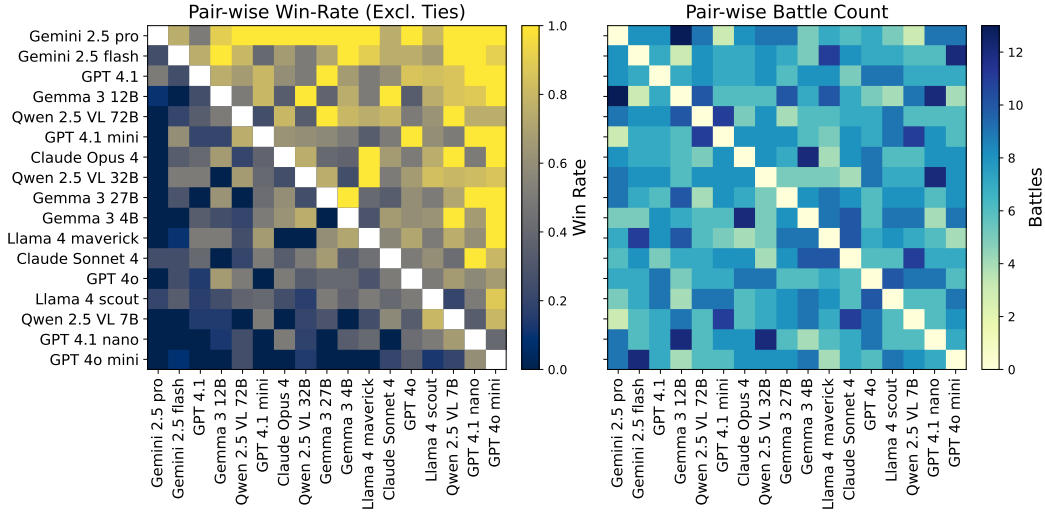 Pair-wise Win-Rate (Excl. Ties)
Gemini 2.5 pro
Gemini 2.5 flash
GPT 4.1
Gemma 3 12B
Qwen 2.5 VL 72B
GPT 4.1 mini
Claude Opus 4
Qwen 2.5 VL 32B
Gemma 3 27B
Gemma 3 4B
Llama 4 maverick
Claude Sonnet 4
GPT 4o
Llama 4 scout
Qwen 2.5 VL 7B
GPT 4.1 nano
GPT 4o mini
Gemini 2.5 pro
Gemini 2.5 flash
GPT 4.1
Gemma 3 12B
Qwen 2.5 VL 72B
GPT 4.1 mini
Claude Opus 4
Qwen 2.5 VL 32B
Gemma 3 27B
Gemma 3 4B
Llama 4 maverick
Claude Sonnet 4
GPT 4o
Llama 4 scout
Qwen 2.5 VL 7B
GPT 4.1 nano
GPT 4o mini
1.0
0.8
0.6
0.4
0.2
0.0
Win Rate
Pair-wise Battle Count
Gemini 2.5 pro
Gemini 2.5 flash
GPT 4.1
Gemma 3 12B
Qwen 2.5 VL 72B
GPT 4.1 mini
Claude Opus 4
Qwen 2.5 VL 32B
Gemma 3 27B
Gemma 3 4B
Llama 4 maverick
Claude Sonnet 4
GPT 4o
Llama 4 scout
Qwen 2.5 VL 7B
GPT 4.1 nano
GPT 4o mini
12
10
8
6
4
2
0
Battles